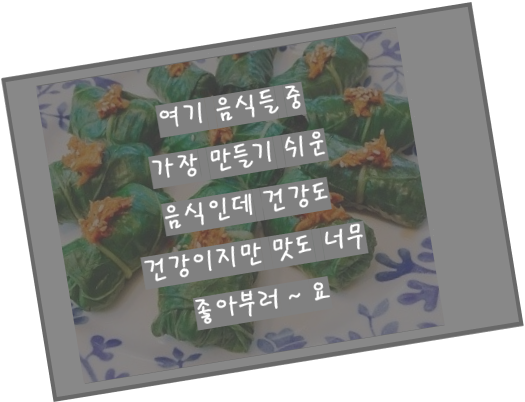 여기 음식들 중
가장 만들기 쉬운
음식인데 건강도
건강이지만 맛도 너무
좋아부러 ~ 요